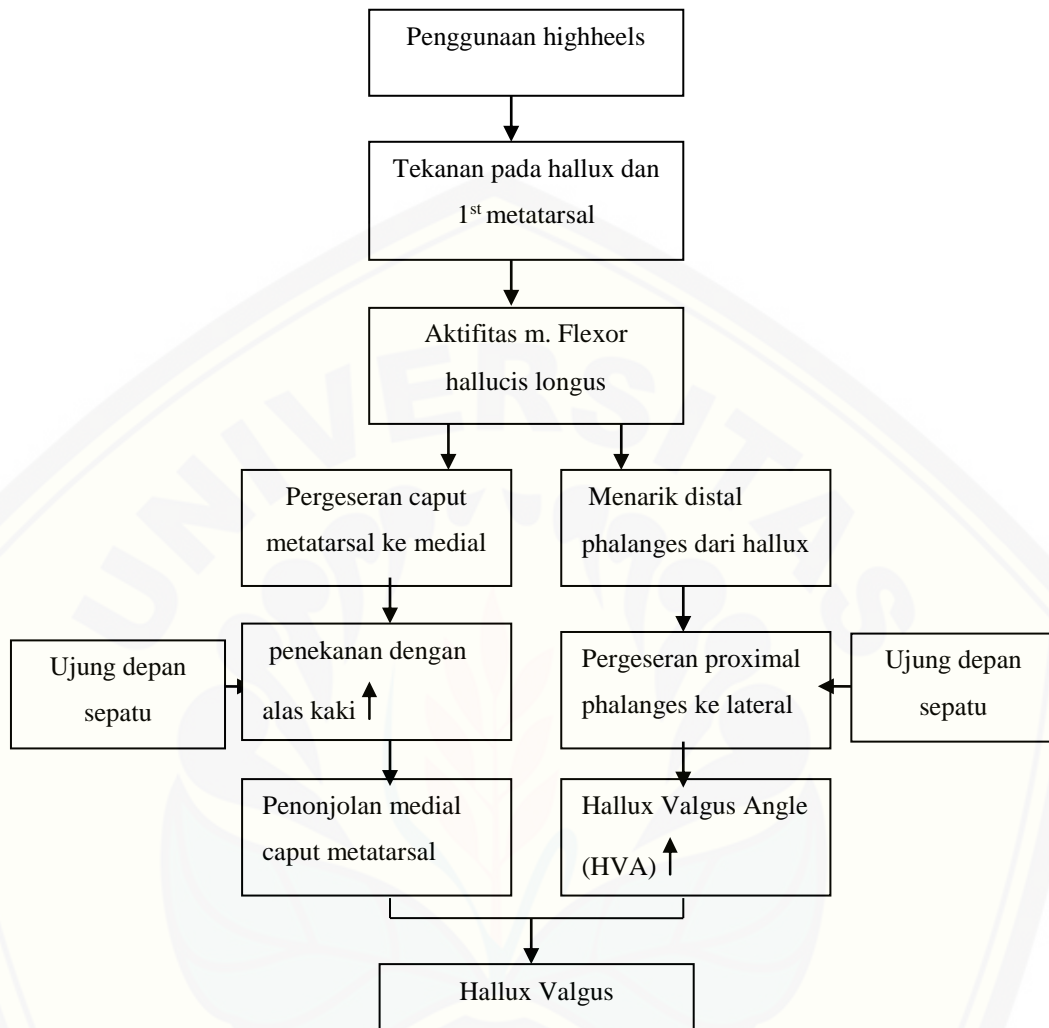 Penggunaan highheels
Tekanan pada hallux dan
1st metatarsal
Aktifitas m. Flexor
hallucis longus
Pergeseran caput
metatarsal ke medial
Menarik distal
phalanges dari hallux
Ujung depan
sepatu
penekanan dengan
alas kaki ↑
Pergeseran proximal
phalanges ke lateral
Ujung depan
sepatu
Penonjolan medial
caput metatarsal
Hallux Valgus Angle
(HVA) ↑
Hallux Valgus
UNIVERSITAS